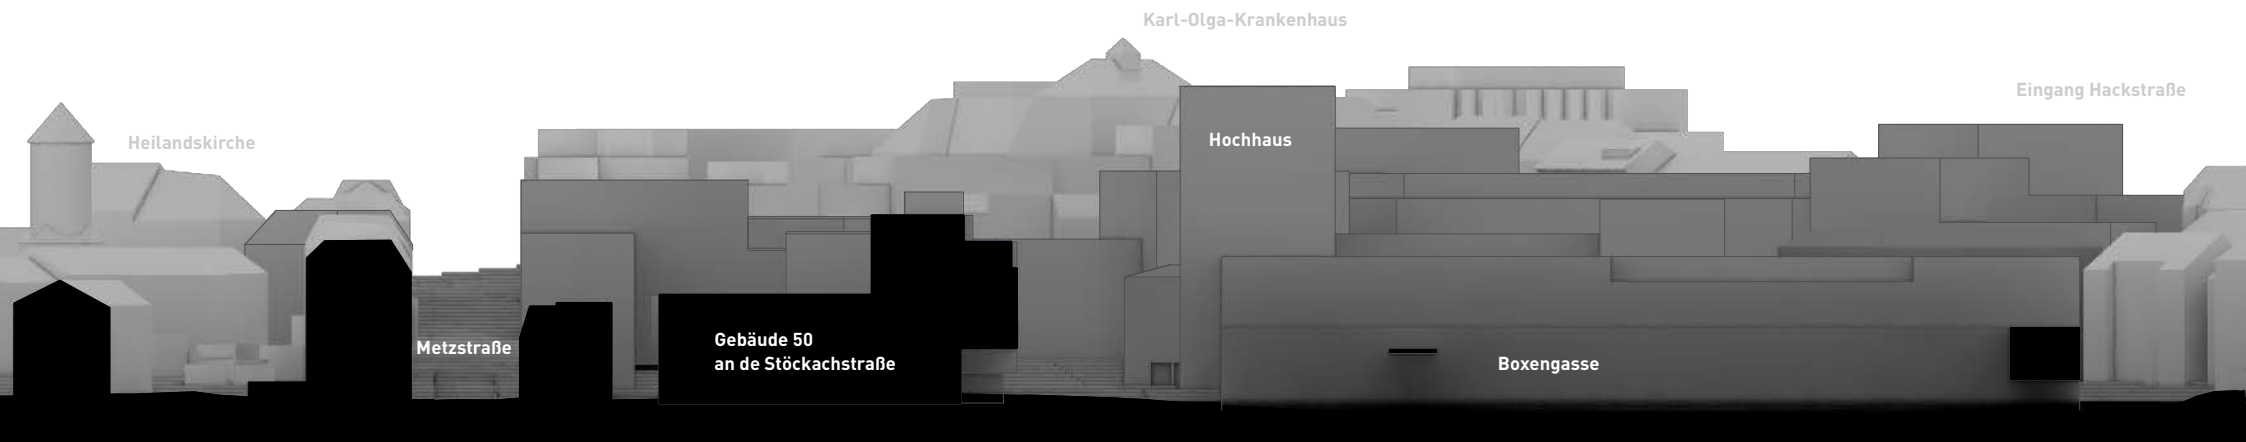 Karl-Olga-Krankenhaus
Eingang Hackstraße
Heilandskirche
Hochhaus
Metzstraße
Gebäude 50
an de Stöckachstraße
Boxengasse